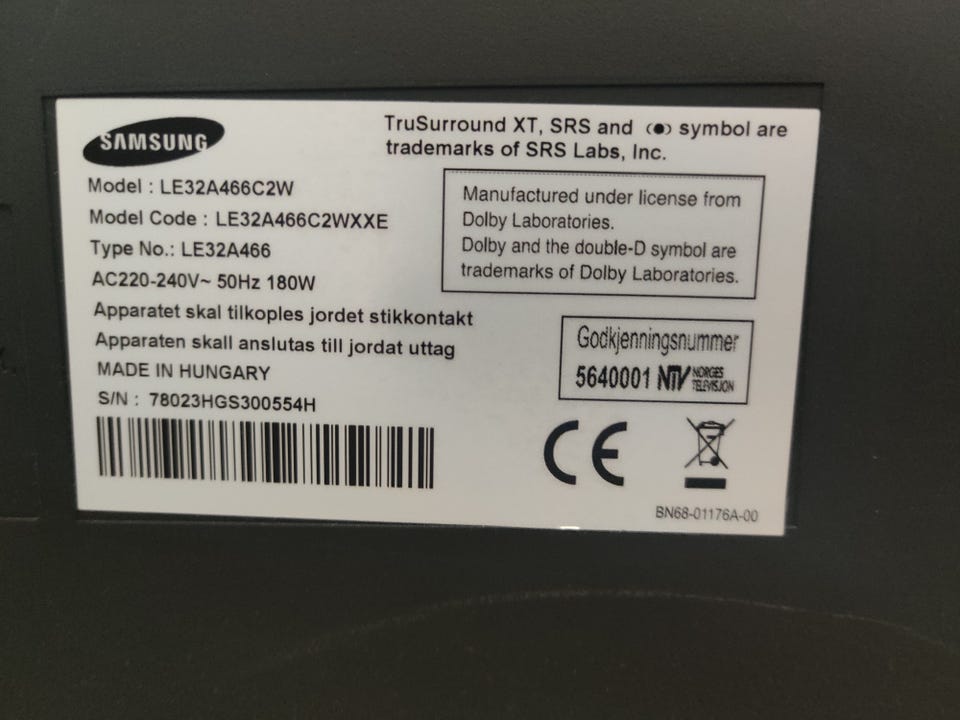 SAMSUNG
TruSurround XT, SRS and (●) symbol are
trademarks of SRS Labs, Inc.
Model : LE32A466C2W
Model Code : LE32A466C2WXXE
Type No.: LE32A466
AC220-240V~ 50Hz 180W
Apparatet skal tilkoples jordet stikkontakt
Apparaten skall anslutas till jordat uttag
MADE IN HUNGARY
S/N : 78023HGS300554H
Manufactured under license from
Dolby Laboratories.
Dolby and the double-D symbol are
trademarks of Dolby Laboratories.
Godkjenningsnummer
5640001 NTV NORGES
TELEVISJON
CE
BN68-01176A-00